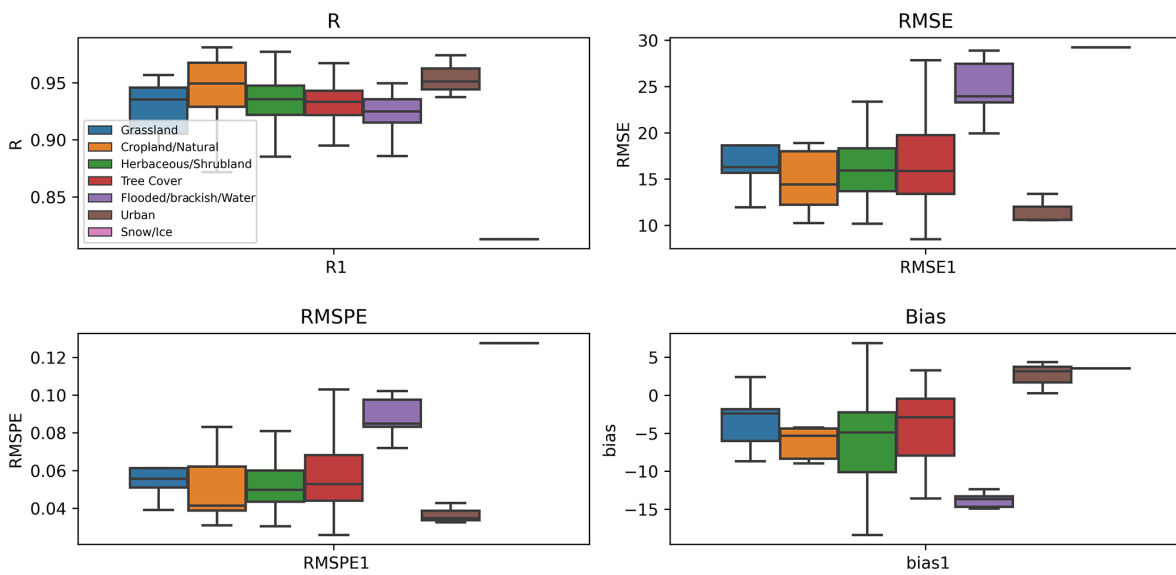 R
0.95
0.90
0.85
R
R1
Grassland
Cropland/Natural
Herbaceous/Shrubland
Tree Cover
Flooded/brackish/Water
Urban
Snow/Ice
RMSE
30
25
20
15
10
RMSE
RMSE1
RMSPE
0.12
0.10
0.08
0.06
0.04
RMSPE
RMSPE1
Bias
5
0
−5
−10
−15
bias
bias1